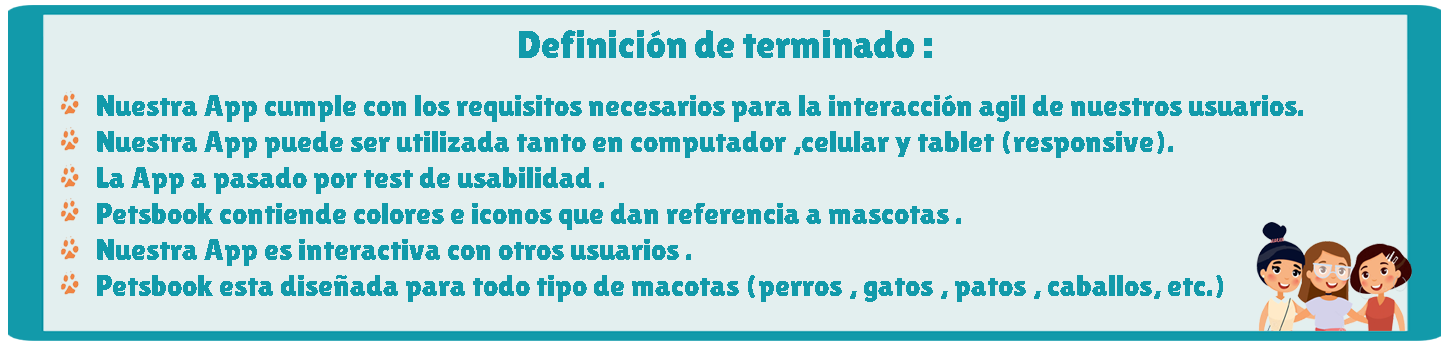 Definición de terminado :
Nuestra App cumple con los requisitos necesarios para la interacción agil de nuestros usuarios.
Nuestra App puede ser utilizada tanto en computador ,celular y tablet (responsive).
La App a pasado por test de usabilidad .
Petsbook contiende colores e iconos que dan referencia a mascotas .
Nuestra App es interactiva con otros usuarios .
Petsbook esta diseñada para todo tipo de macotas (perros , gatos , patos , caballos, etc.)